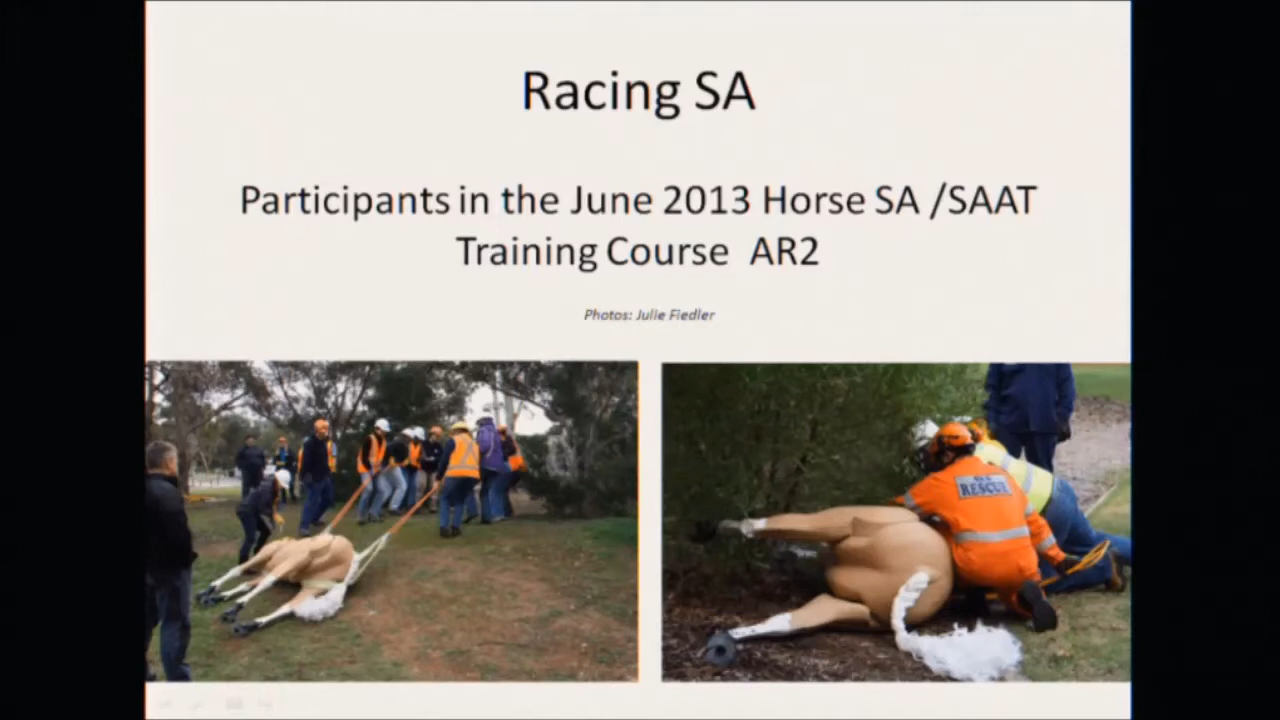 Racing SA
Participants in the June 2013 Horse SA /SAAT
Training Course AR2
Photos: Julie Fiedler
RESCUE